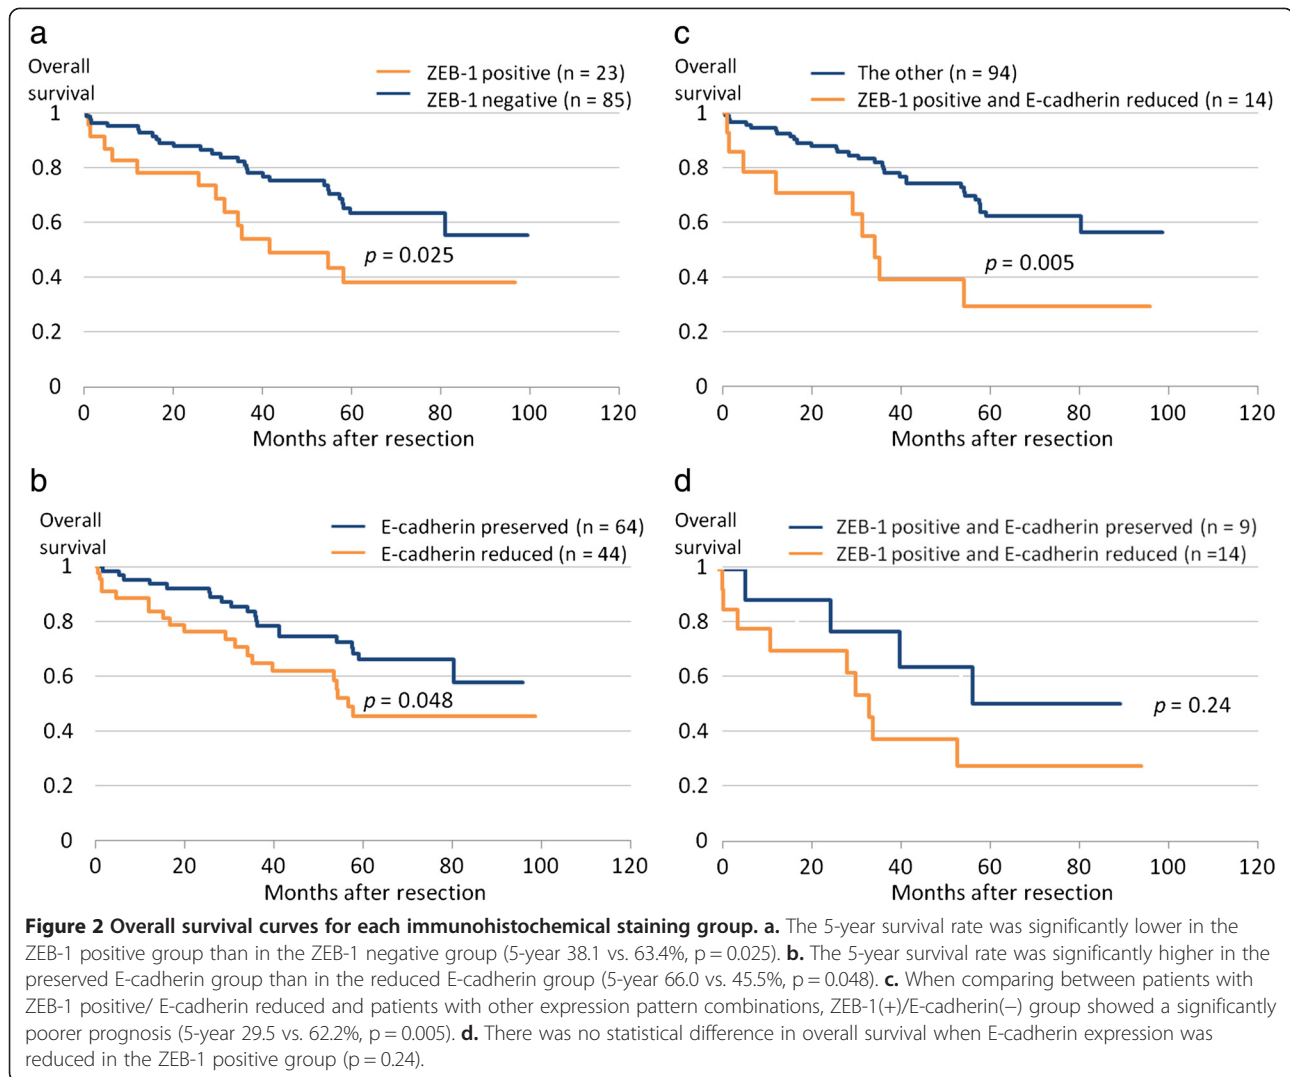 a
Overall
survival
ZEB-1 positive (n = 23)
ZEB-1 negative (n = 85)
1
0.8
0.6
0.4
0.2
0
p = 0.025
0 20 40 60 80 100 120
Months after resection
c
Overall
survival
The other (n = 94)
ZEB-1 positive and E-cadherin reduced (n = 14)
1
0.8
0.6
0.4
0.2
0
p = 0.005
0 20 40 60 80 100 120
Months after resection
b
Overall
survival
E-cadherin preserved (n = 64)
E-cadherin reduced (n = 44)
1
0.8
0.6
0.4
0.2
0
p = 0.048
0 20 40 60 80 100 120
Months after resection
d
Overall
survival
ZEB-1 positive and E-cadherin preserved (n = 9)
ZEB-1 positive and E-cadherin reduced (n =14)
1
0.8
0.6
0.4
0.2
0
p = 0.24
0 20 40 60 80 100 120
Months after resection
Figure 2 Overall survival curves for each immunohistochemical staining group. a. The 5-year survival rate was significantly lower in the
ZEB-1 positive group than in the ZEB-1 negative group (5-year 38.1 vs. 63.4%, p = 0.025). b. The 5-year survival rate was significantly higher in the
preserved E-cadherin group than in the reduced E-cadherin group (5-year 66.0 vs. 45.5%, p = 0.048). c. When comparing between patients with
ZEB-1 positive/ E-cadherin reduced and patients with other expression pattern combinations, ZEB-1(+)/E-cadherin(−) group showed a significantly
poorer prognosis (5-year 29.5 vs. 62.2%, p = 0.005). d. There was no statistical difference in overall survival when E-cadherin expression was
reduced in the ZEB-1 positive group (p = 0.24).